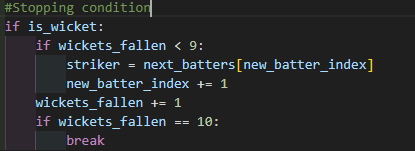 #Stopping condition
if is_wicket:
    if wickets_fallen < 9:
        striker = next_batters[new_batter_index]
        new_batter_index += 1
    wickets_fallen += 1
    if wickets_fallen == 10:
        break